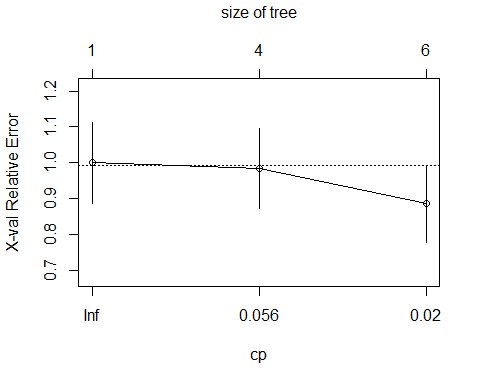 size of tree
1 4 6
X-val Relative Error
1.2
1.1
1.0
0.9
0.8
0.7
Inf 0.056 0.02
cp